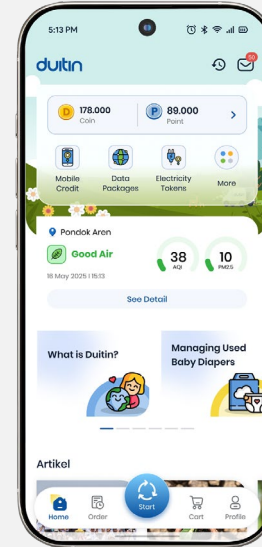 5:13 PM
duitin
50
D 178.000
Coin
P 89.000
Point
Mobile
Credit
Data
Packages
Electricity
Tokens
More
Pondok Aren
Good Air
16 May 2025 | 15:13
38
AQI
10
PM2.5
See Detail
What is Duitin?
Managing Used
Baby Diapers
Artikel
Home
Order
Start
Cart
Profile